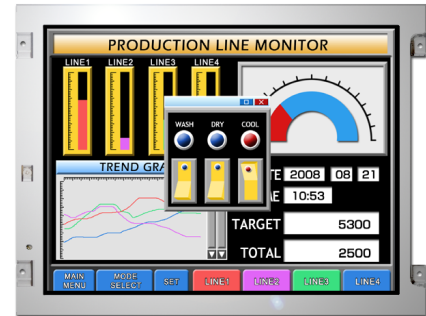 PRODUCTION LINE MONITOR
LINE1 LINE2 LINE3 LINE4
WASH DRY COOL
TREND GRA
TE 2008 08 21
E 10:53
TARGET 5300
TOTAL 2500
MAIN MENU
MODE SELECT
SET
LINE1
LINE2
LINE3
LINE4